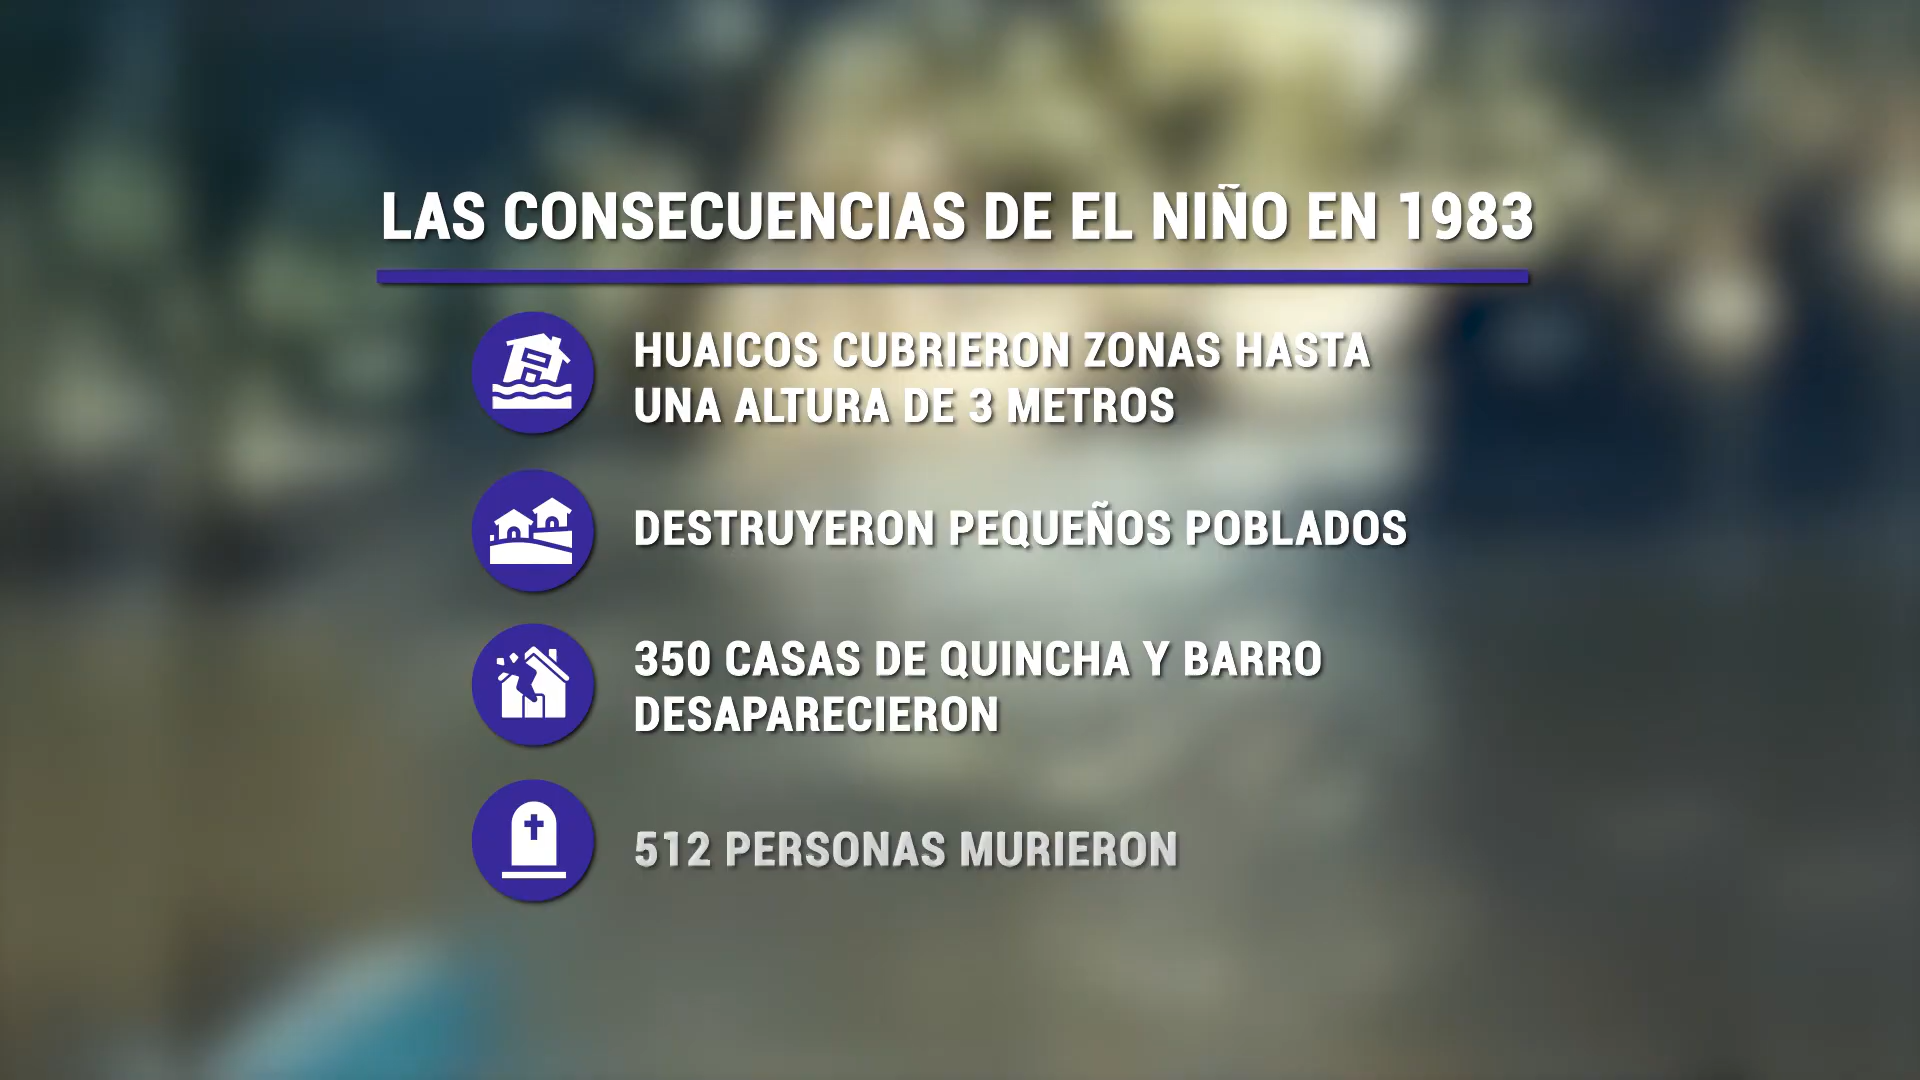 LAS CONSECUENCIAS DE EL NIÑO EN 1983
HUAICOS CUBRIERON ZONAS HASTA
UNA ALTURA DE 3 METROS
DESTRUYERON PEQUEÑOS POBLADOS
350 CASAS DE QUINCHA Y BARRO
DESAPARECIERON
512 PERSONAS MURIERON